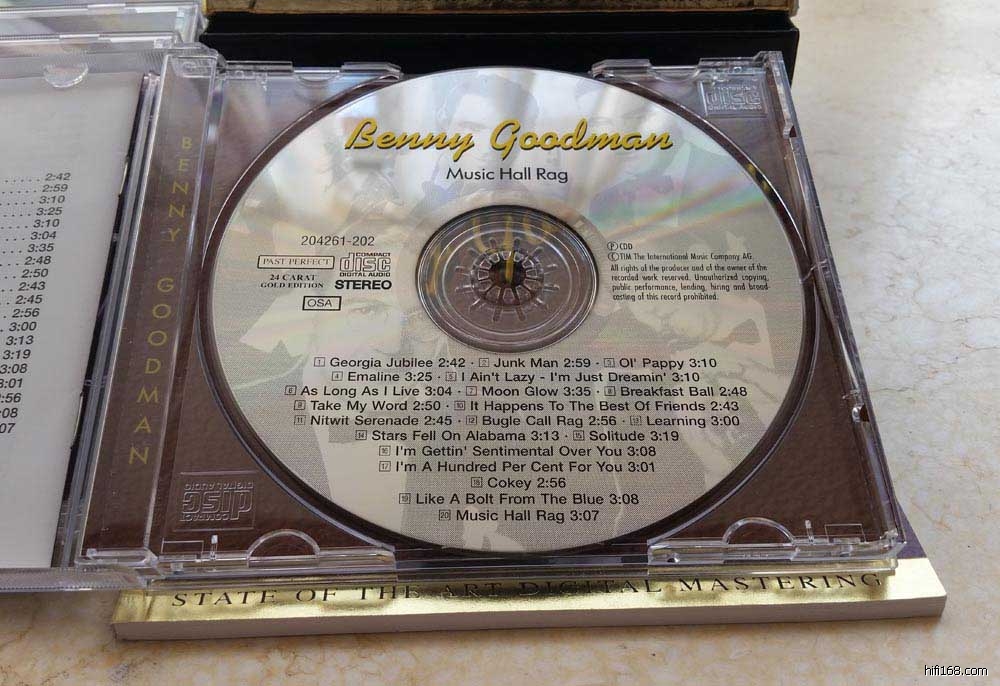 2:42
2:59
3:10
3:25
3:10
3:04
3:35
2:48
2:50
2:43
2:45
2:56
3:00
3:13
3:19
3:08
3:01
2:56
3:08
3:07
BENNY GOODMAN
COMPACT
disc
DIGITAL AUDIO
Benny Goodman
Music Hall Rag
204261-202
PAST PERFECT
24 CARAT
GOLD EDITION
COMPACT
disc
DIGITAL AUDIO
STEREO
OSA
Ⓟ CDD
© TIM The International Music Company AG.
All rights of the producer and of the owner of the
recorded work reserved. Unauthorized copying,
public performance, lending, hiring and broad-
casting of this record prohibited.
1 Georgia Jubilee 2:42 · 2 Junk Man 2:59 · 3 Ol' Pappy 3:10
4 Emaline 3:25 · 5 I Ain't Lazy - I'm Just Dreamin' 3:10
6 As Long As I Live 3:04 · 7 Moon Glow 3:35 · 8 Breakfast Ball 2:48
9 Take My Word 2:50 · 10 It Happens To The Best Of Friends 2:43
11 Nitwit Serenade 2:45 · 12 Bugle Call Rag 2:56 · 13 Learning 3:00
14 Stars Fell On Alabama 3:13 · 15 Solitude 3:19
16 I'm Gettin' Sentimental Over You 3:08
17 I'm A Hundred Per Cent For You 3:01
18 Cokey 2:56
19 Like A Bolt From The Blue 3:08
20 Music Hall Rag 3:07
COMPACT
disc
DIGITAL AUDIO
STATE OF THE ART DIGITAL MASTERING
hifi168.com